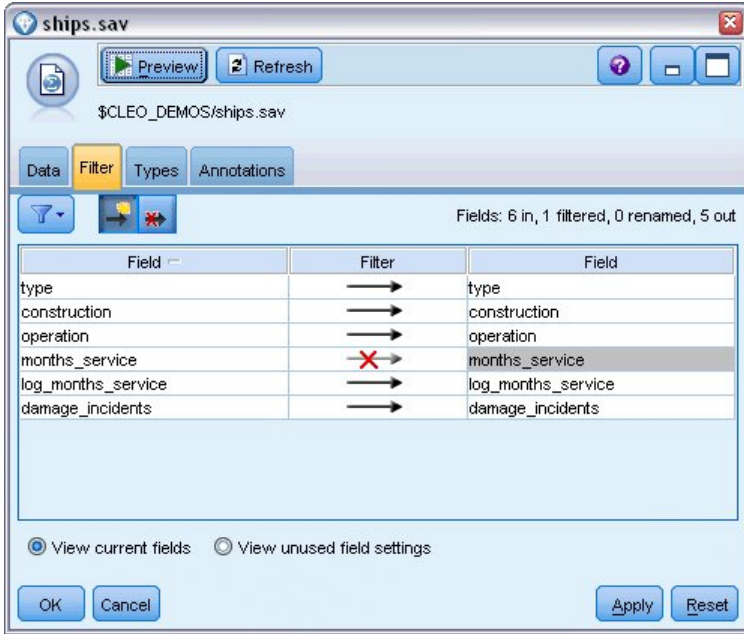 ships.sav
Preview Refresh
$CLEO_DEMOS/ships.sav
Data Filter Types Annotations
Fields: 6 in, 1 filtered, 0 renamed, 5 out
Field Filter Field
type type
construction construction
operation operation
months_service months_service
log_months_service log_months_service
damage_incidents damage_incidents
View current fields View unused field settings
OK Cancel Apply Reset